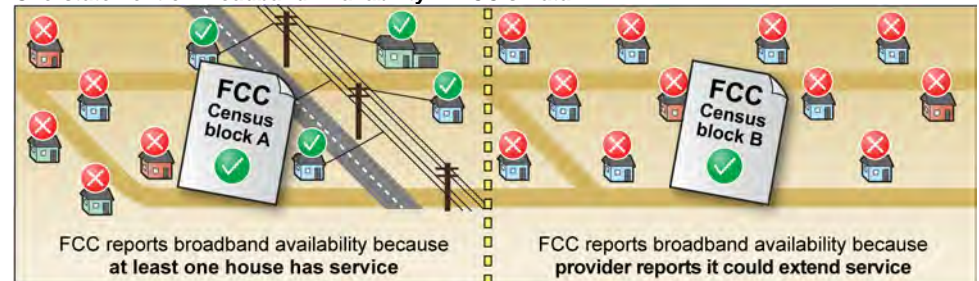 FCC
Census
block A
FCC
Census
block B
FCC reports broadband availability because
at least one house has service
FCC reports broadband availability because
provider reports it could extend service